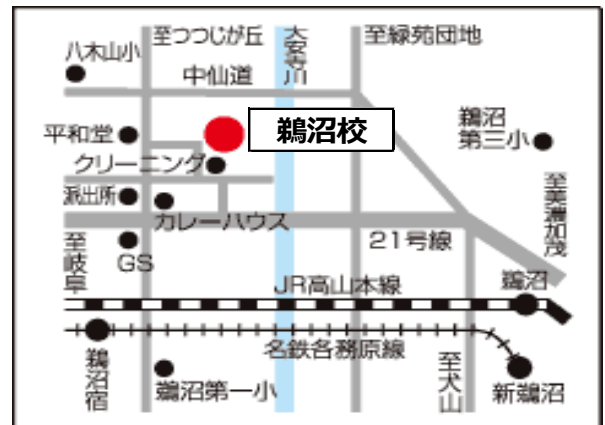 至つつじが丘
大安寺川
至緑苑団地
八木山小
中仙道
鵜沼校
鵜沼
第三小
平和堂
クリーニング
派出所
カレーハウス
至美濃加茂
21号線
至岐阜
GS
JR高山本線
鵜沼
名鉄各務原線
鵜沼宿
鵜沼第一小
至犬山
新鵜沼